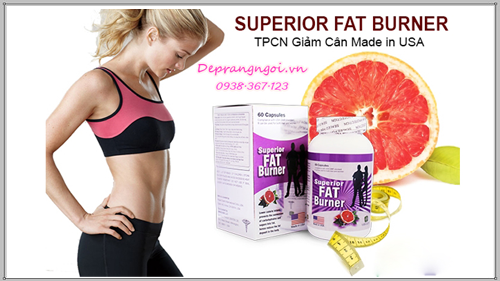 SUPERIOR FAT BURNER
TPCN Giảm Cân Made in USA
Deprangngoi.vn
0938·367·123
60 Capsules
Superior
FAT
Burner
Superior
FAT
Burner